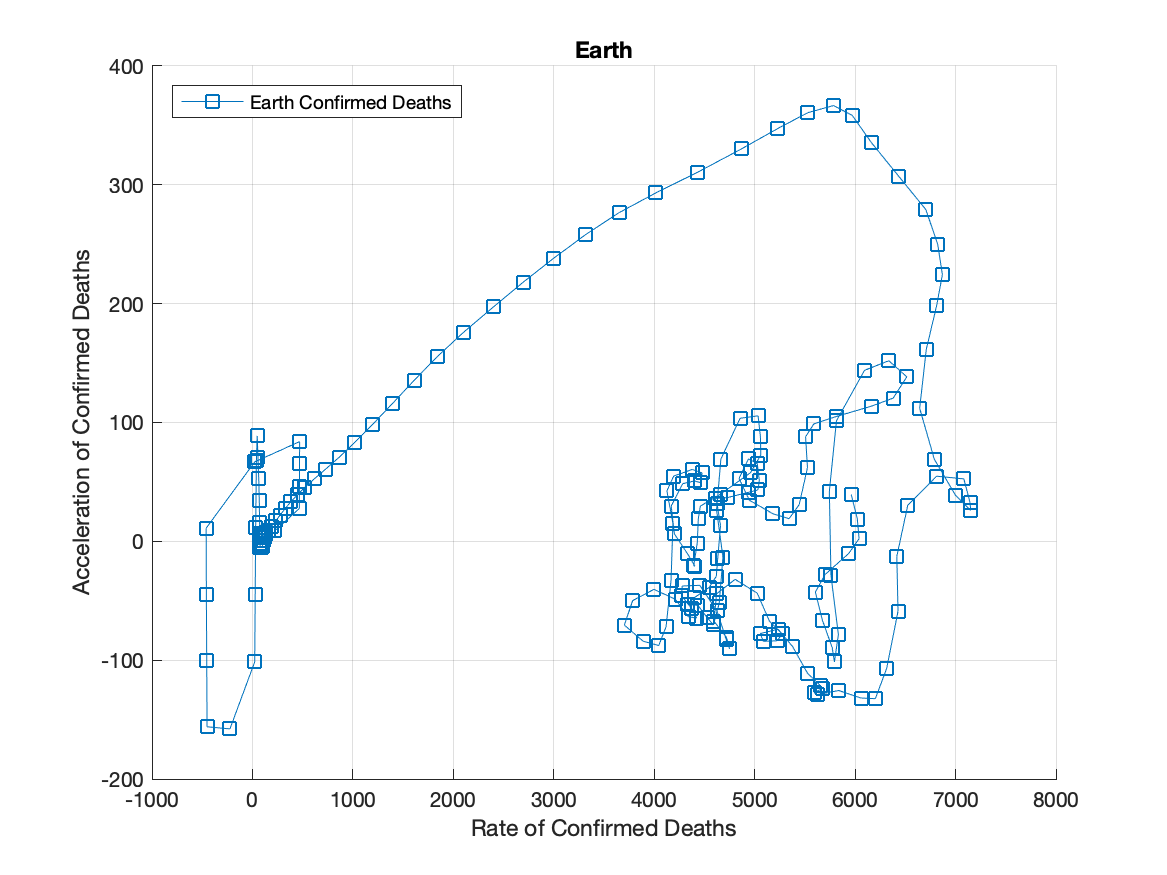 Earth
400
Earth Confirmed Deaths
300
200
100
0
-100
-200
Acceleration of Confirmed Deaths
-1000 0 1000 2000 3000 4000 5000 6000 7000 8000
Rate of Confirmed Deaths